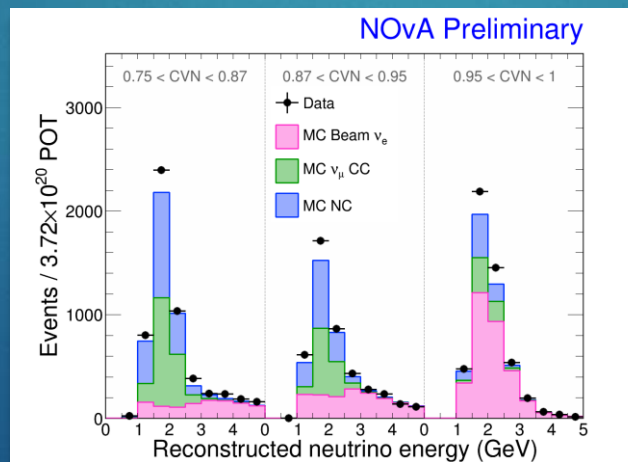 NOvA Preliminary
0.75 < CVN < 0.87
0.87 < CVN < 0.95
0.95 < CVN < 1
Data
MC Beam νₑ
MC ν_μ CC
MC NC
Events / 3.72×10²⁰ POT
3000
2000
1000
0
0 1 2 3 4 0 1 2 3 4 0 1 2 3 4 5
Reconstructed neutrino energy (GeV)